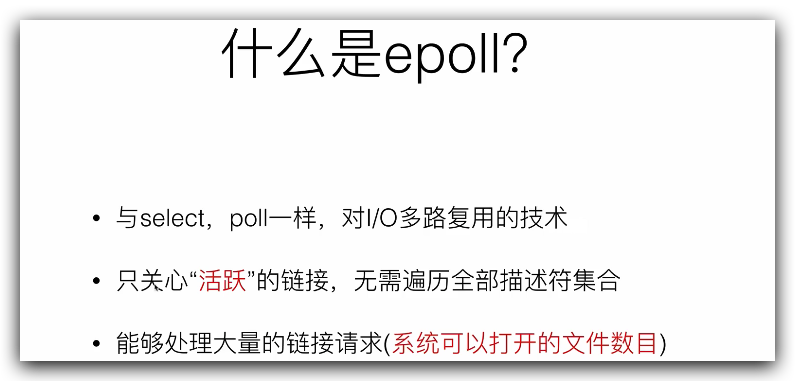 什么是epoll?
• 与select，poll一样，对I/O多路复用的技术
• 只关心“活跃”的链接，无需遍历全部描述符集合
• 能够处理大量的链接请求(系统可以打开的文件数目)